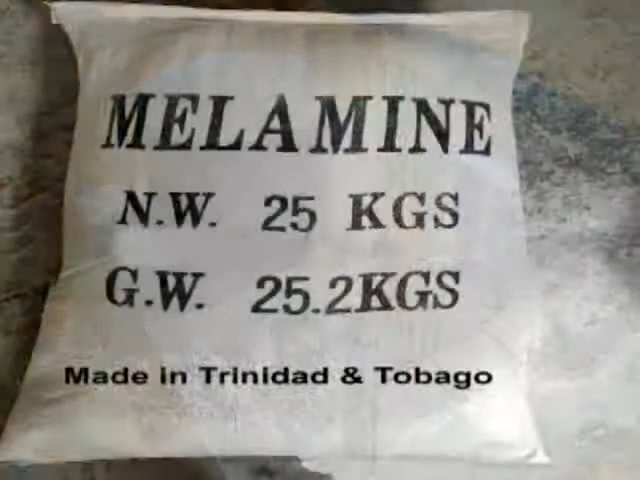 MELAMINE
N.W. 25 KGS
G.W. 25.2KGS
Made in Trinidad & Tobago